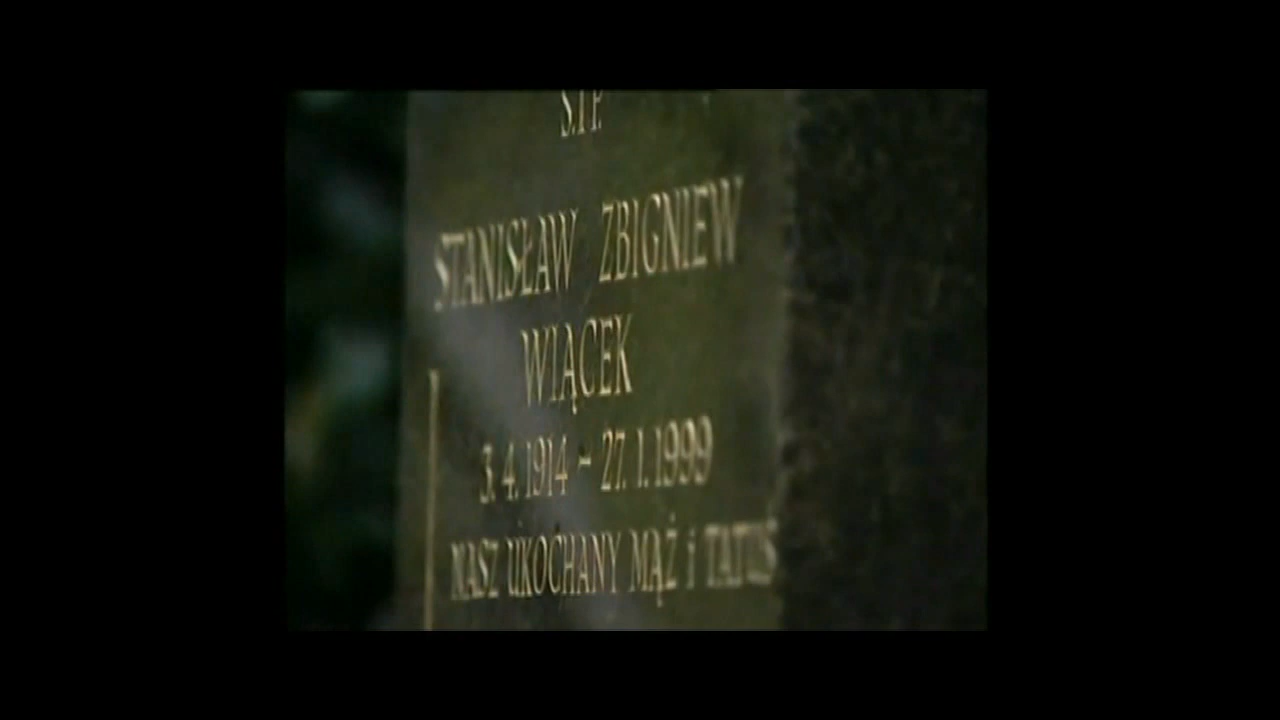 Ś.†P.
STANISŁAW ZBIGNIEW
WIĄCEK
3.4.1914 - 27.1.1999
NASZ UKOCHANY MĄŻ i TATUŚ